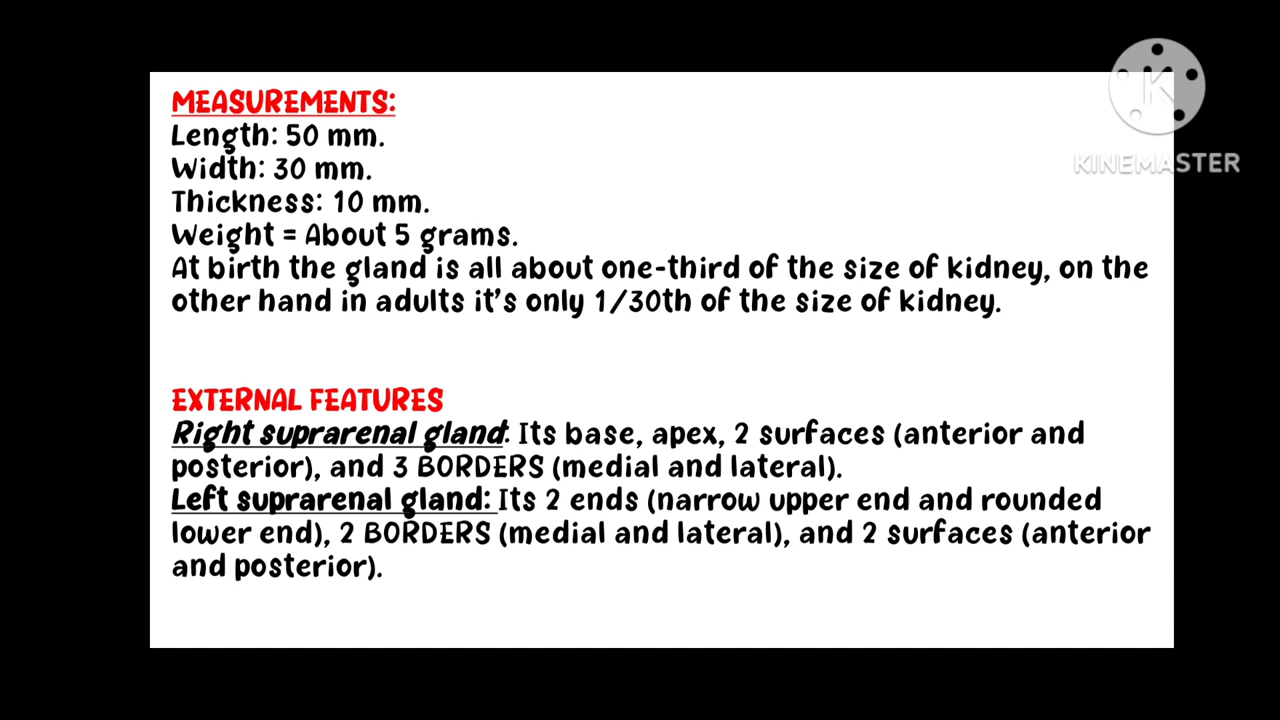 MEASUREMENTS:
Length: 50 mm.
Width: 30 mm.
Thickness: 10 mm.
Weight = About 5 grams.
At birth the gland is all about one-third of the size of kidney, on the
other hand in adults it's only 1/30th of the size of kidney.
EXTERNAL FEATURES
Right suprarenal gland: Its base, apex, 2 surfaces (anterior and
posterior), and 3 BORDERS (medial and lateral).
Left suprarenal gland: Its 2 ends (narrow upper end and rounded
lower end), 2 BORDERS (medial and lateral), and 2 surfaces (anterior
and posterior).
K
KINEMASTER